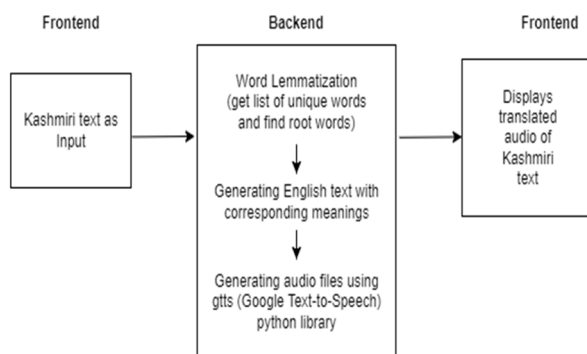 Frontend
Backend
Frontend
Kashmiri text as
Input
Word Lemmatization
(get list of unique words
and find root words)
Generating English text with
corresponding meanings
Generating audio files using
gtts (Google Text-to-Speech)
python library
Displays
translated
audio of
Kashmiri
text